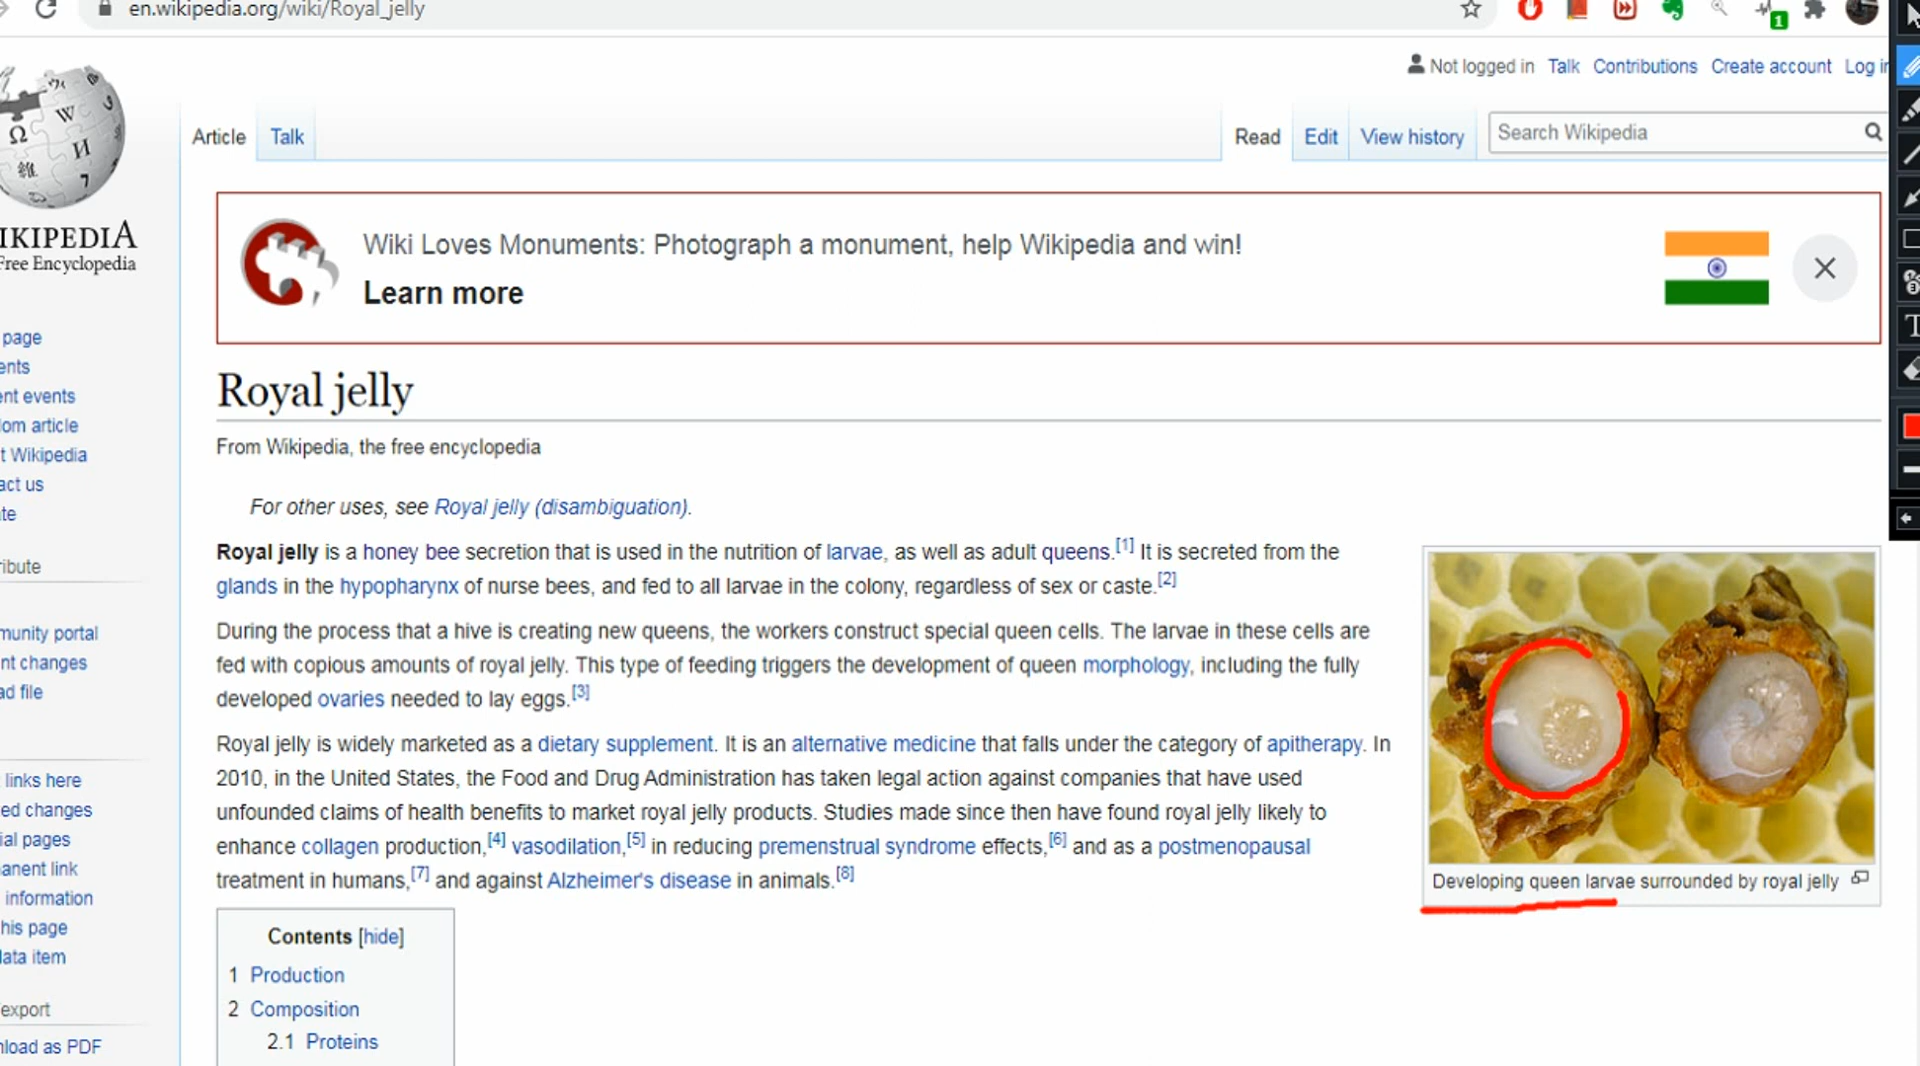 en.wikipedia.org/wiki/Royal_jelly
1
Not logged in Talk Contributions Create account Log in
Article Talk Read Edit View history Search Wikipedia
IKIPEDIA
Free Encyclopedia
Wiki Loves Monuments: Photograph a monument, help Wikipedia and win!
Learn more
page
ents
ent events
lom article
t Wikipedia
act us
te
ribute
munity portal
nt changes
ad file
links here
ed changes
ial pages
nanent link
information
his page
lata item
export
nload as PDF
Royal jelly
From Wikipedia, the free encyclopedia
For other uses, see Royal jelly (disambiguation).
Royal jelly is a honey bee secretion that is used in the nutrition of larvae, as well as adult queens.[1] It is secreted from the
glands in the hypopharynx of nurse bees, and fed to all larvae in the colony, regardless of sex or caste.[2]
During the process that a hive is creating new queens, the workers construct special queen cells. The larvae in these cells are
fed with copious amounts of royal jelly. This type of feeding triggers the development of queen morphology, including the fully
developed ovaries needed to lay eggs.[3]
Royal jelly is widely marketed as a dietary supplement. It is an alternative medicine that falls under the category of apitherapy. In
2010, in the United States, the Food and Drug Administration has taken legal action against companies that have used
unfounded claims of health benefits to market royal jelly products. Studies made since then have found royal jelly likely to
enhance collagen production,[4] vasodilation,[5] in reducing premenstrual syndrome effects,[6] and as a postmenopausal
treatment in humans,[7] and against Alzheimer's disease in animals.[8]
Developing queen larvae surrounded by royal jelly
Contents [hide]
1 Production
2 Composition
2.1 Proteins